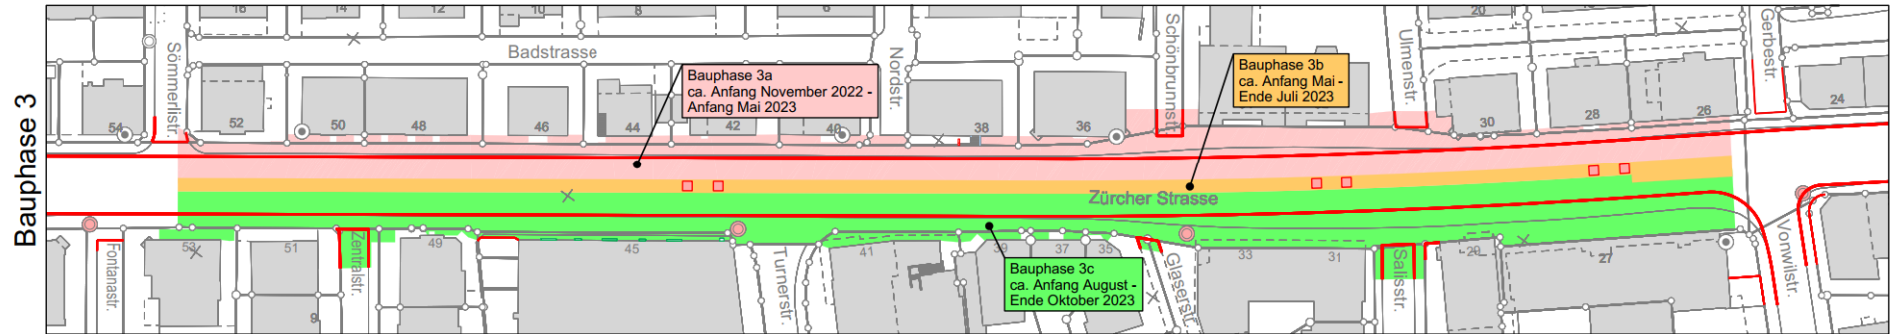 Bauphase 3
16
14
12
10
8
6
20
Sömmerlistr.
Badstrasse
Nordstr.
Schönbrunnstr.
Ulmenstr.
Gerbestr.
Bauphase 3a
ca. Anfang November 2022 -
Anfang Mai 2023
Bauphase 3b
ca. Anfang Mai -
Ende Juli 2023
54
52
50
48
46
44
42
40
38
36
30
28
26
24
Zürcher Strasse
Fontanastr.
53
51
Zentralstr.
49
45
Turnerstr.
41
39
37
35
Glaserstr.
33
31
Salisstr.
29
27
Vonwilstr.
9
Bauphase 3c
ca. Anfang August -
Ende Oktober 2023